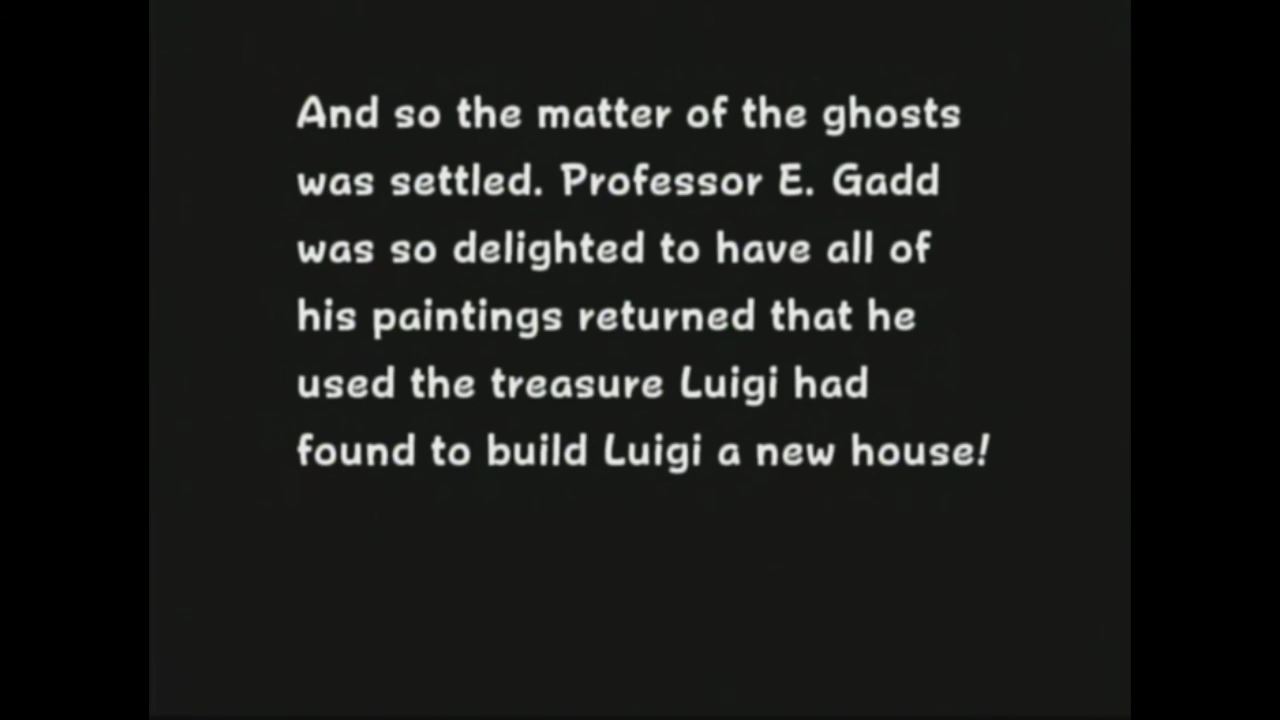 And so the matter of the ghosts
was settled. Professor E. Gadd
was so delighted to have all of
his paintings returned that he
used the treasure Luigi had
found to build Luigi a new house!